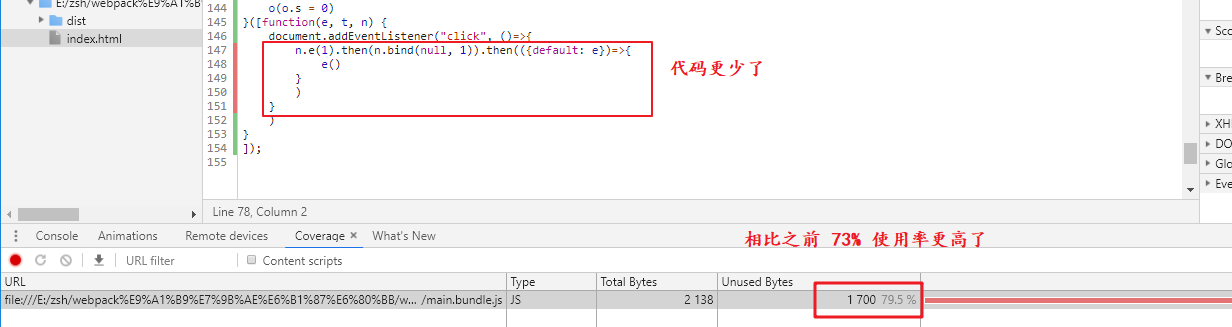 E:/zsh/webpack%E9%A1%B
dist
index.html
144 o(o.s = 0)
145 }([function(e, t, n) {
146 document.addEventListener("click", ()=>{
147 n.e(1).then(n.bind(null, 1)).then(({default: e})=>{
148 e()
149 }
150 )
151 }
152 )
153 }
154 ]);
155
代码更少了
Sco
Bre
XH
DO
Glo
Eve
Line 78, Column 2
Console Animations Remote devices Coverage × What's New
相比之前 73% 使用率更高了
URL filter Content scripts
URL Type Total Bytes Unused Bytes
file:///E:/zsh/webpack%E9%A1%B9%E7%9B%AE%E6%B1%87%E6%80%BB/w... /main.bundle.js JS 2 138 1 700 79.5 %